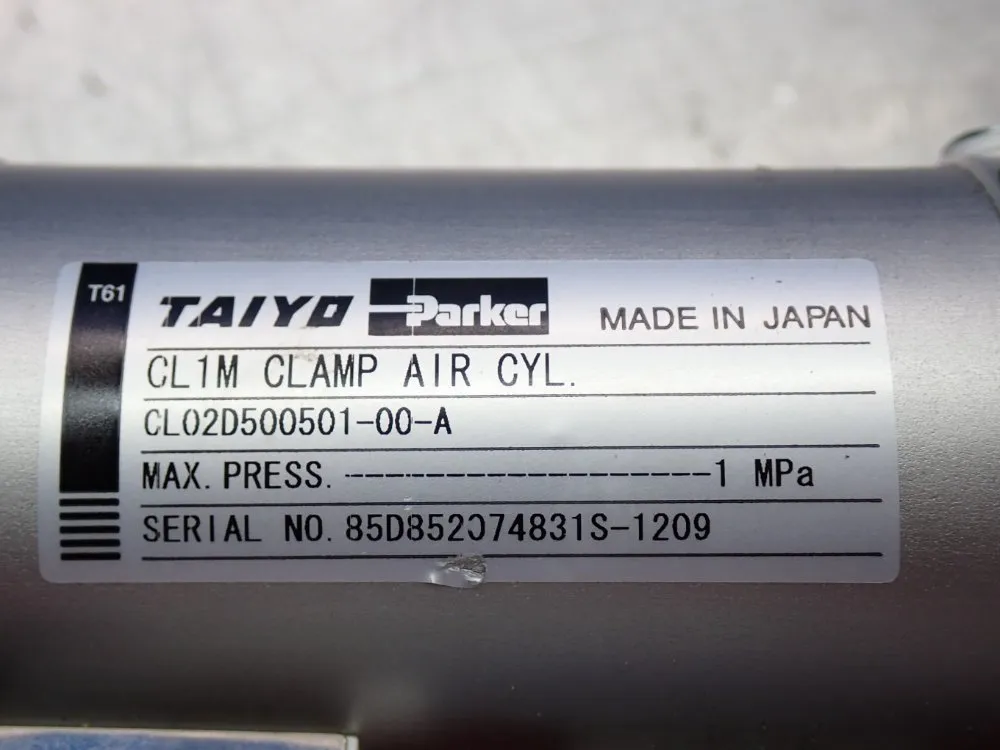 T61
TAIYO Parker MADE IN JAPAN
CL1M CLAMP AIR CYL.
CL02D500501-00-A
MAX. PRESS. --------------------1 MPa
SERIAL NO. 85D852074831S-1209